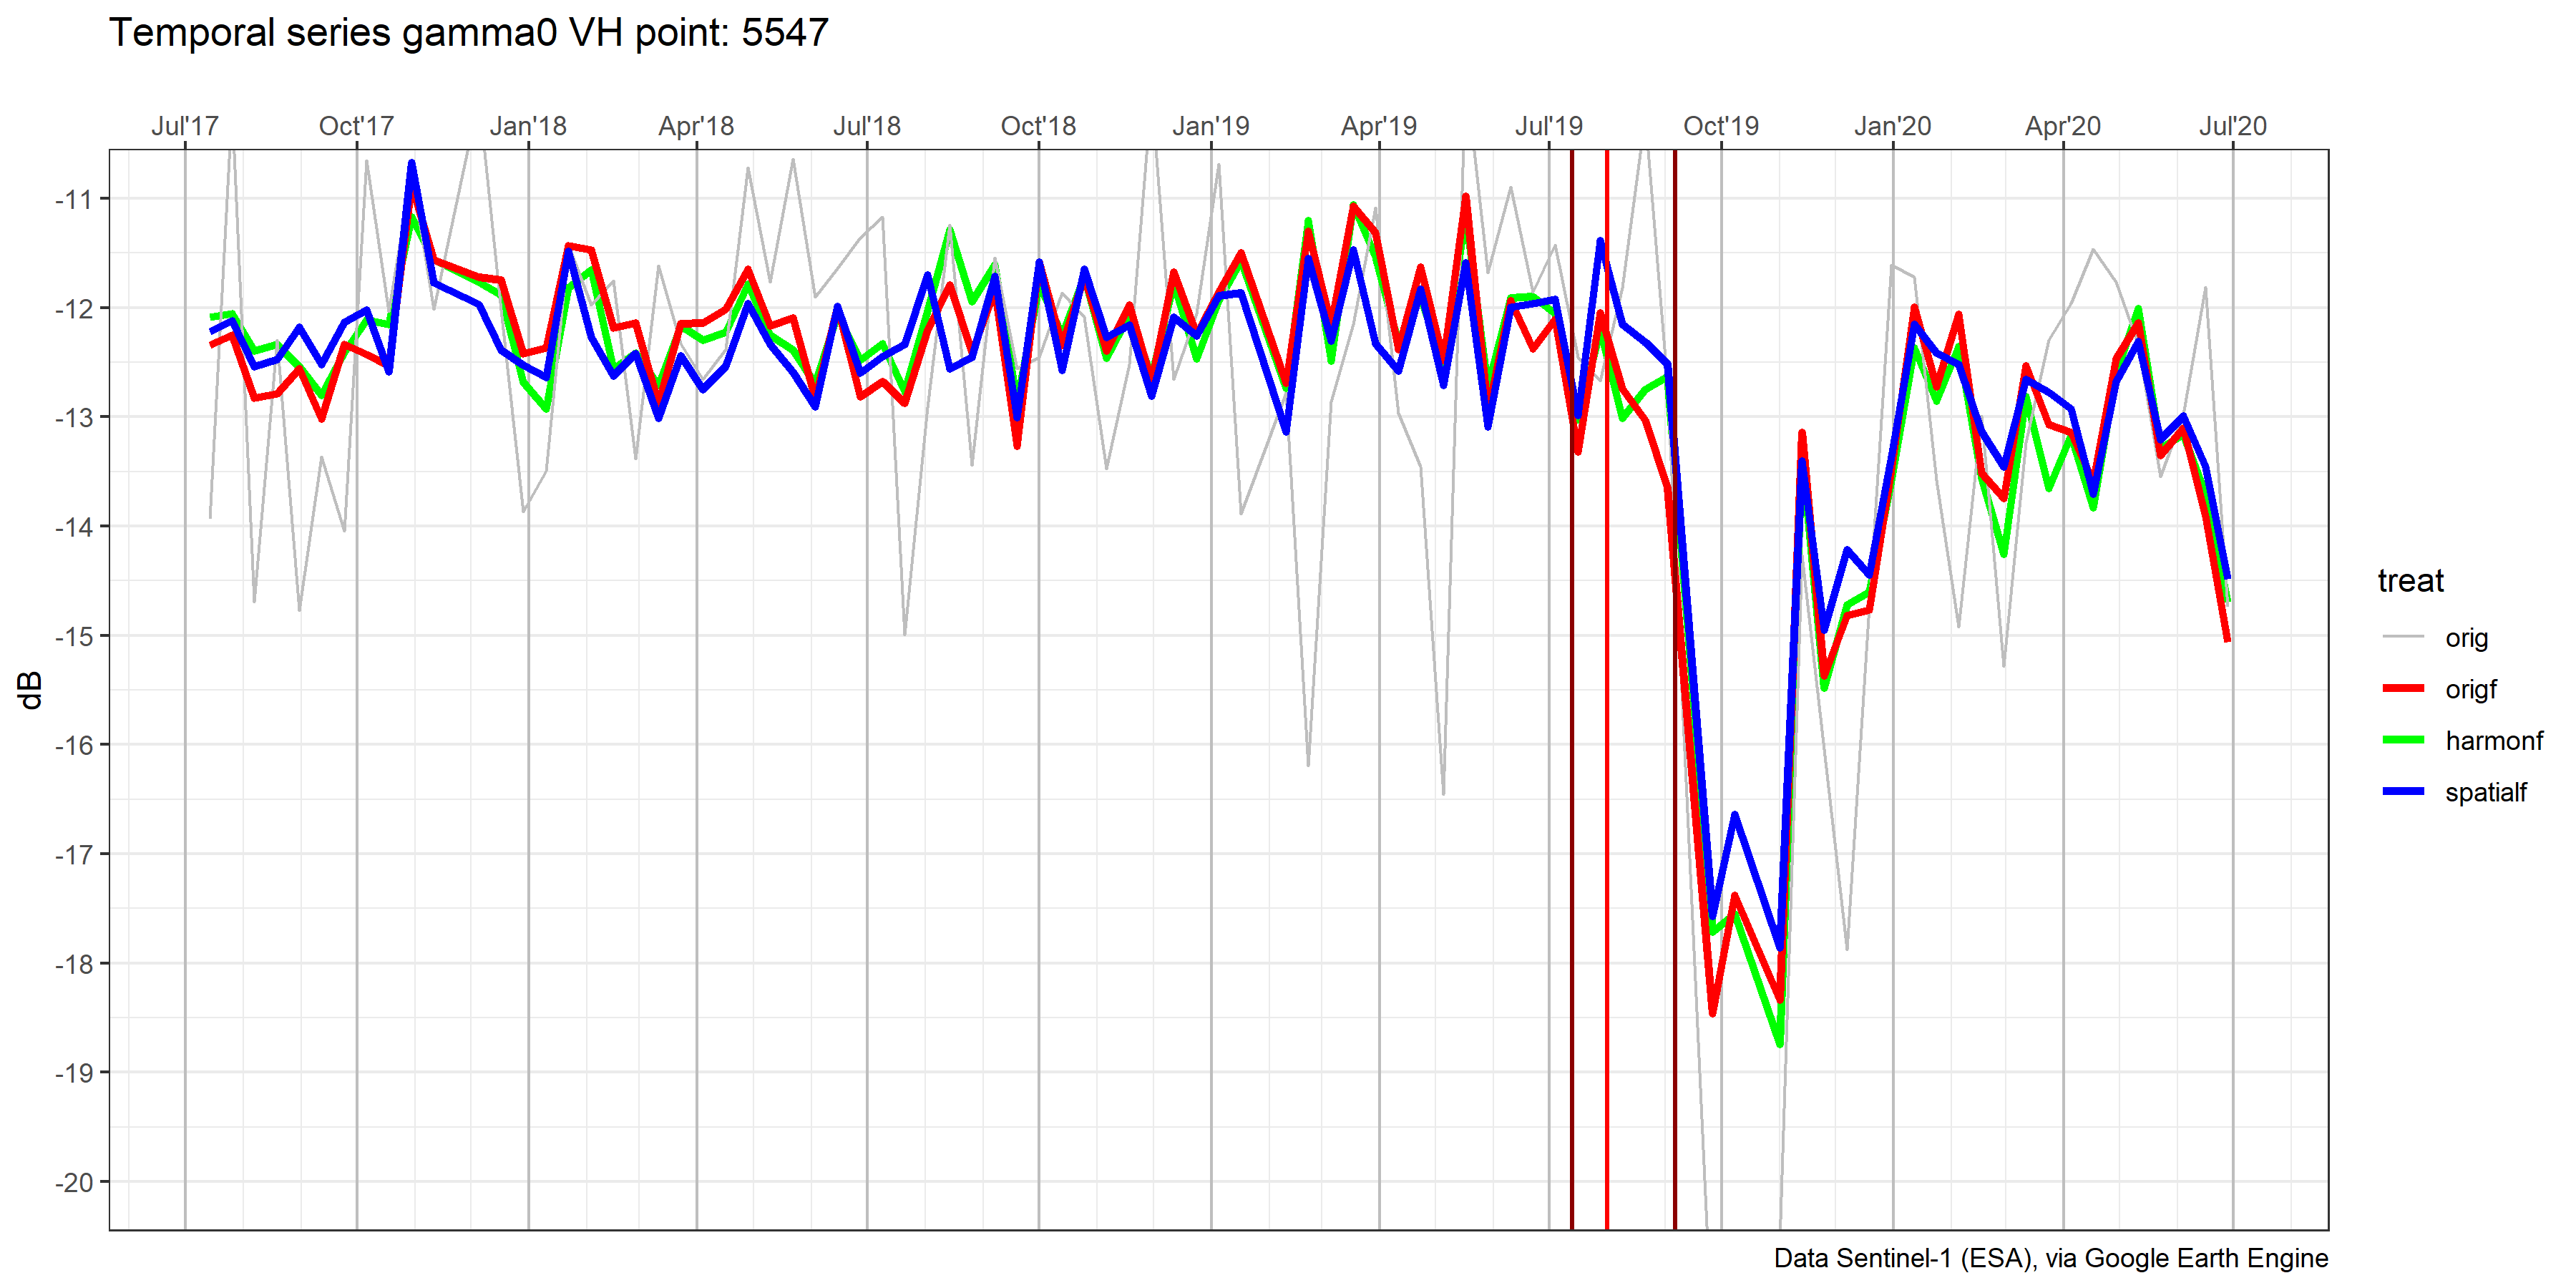 Temporal series gamma0 VH point: 5547
Jul'17 Oct'17 Jan'18 Apr'18 Jul'18 Oct'18 Jan'19 Apr'19 Jul'19 Oct'19 Jan'20 Apr'20 Jul'20
-11
-12
-13
-14
-15
-16
-17
-18
-19
-20
dB
treat
orig
origf
harmonf
spatialf
Data Sentinel-1 (ESA), via Google Earth Engine